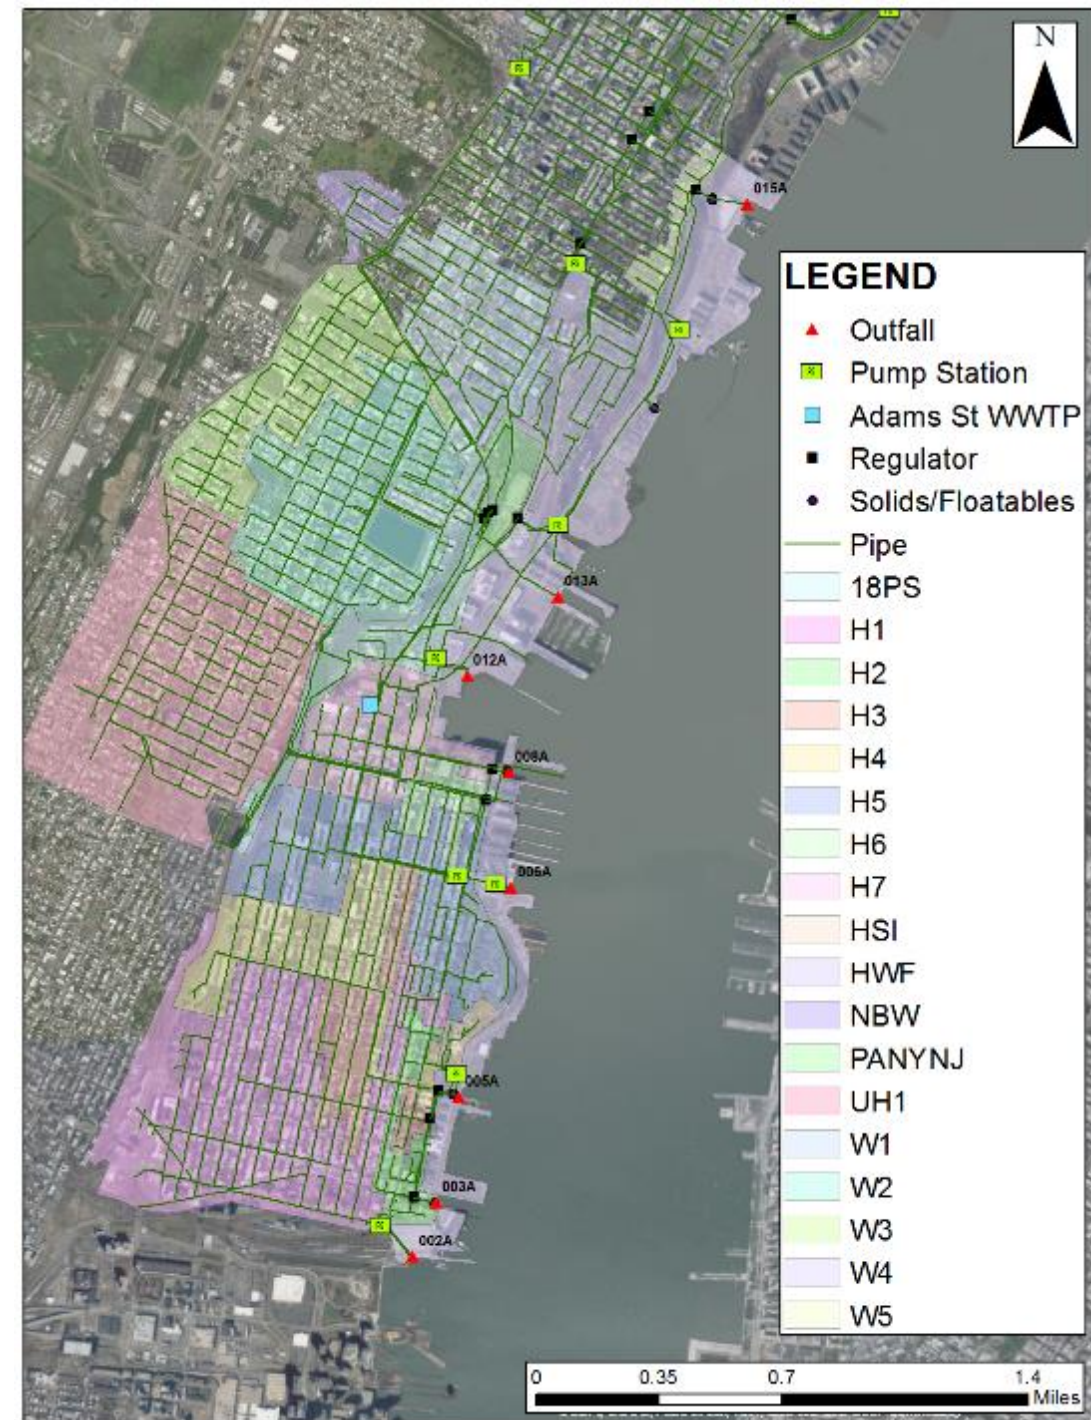 N
015A
LEGEND
Outfall
Pump Station
Adams St WWTP
Regulator
Solids/Floatables
Pipe
18PS
H1
H2
H3
H4
H5
H6
H7
HSI
HWF
NBW
PANYNJ
UH1
W1
W2
W3
W4
W5
013A
012A
008A
006A
005A
003A
002A
0 0.35 0.7 1.4
Miles